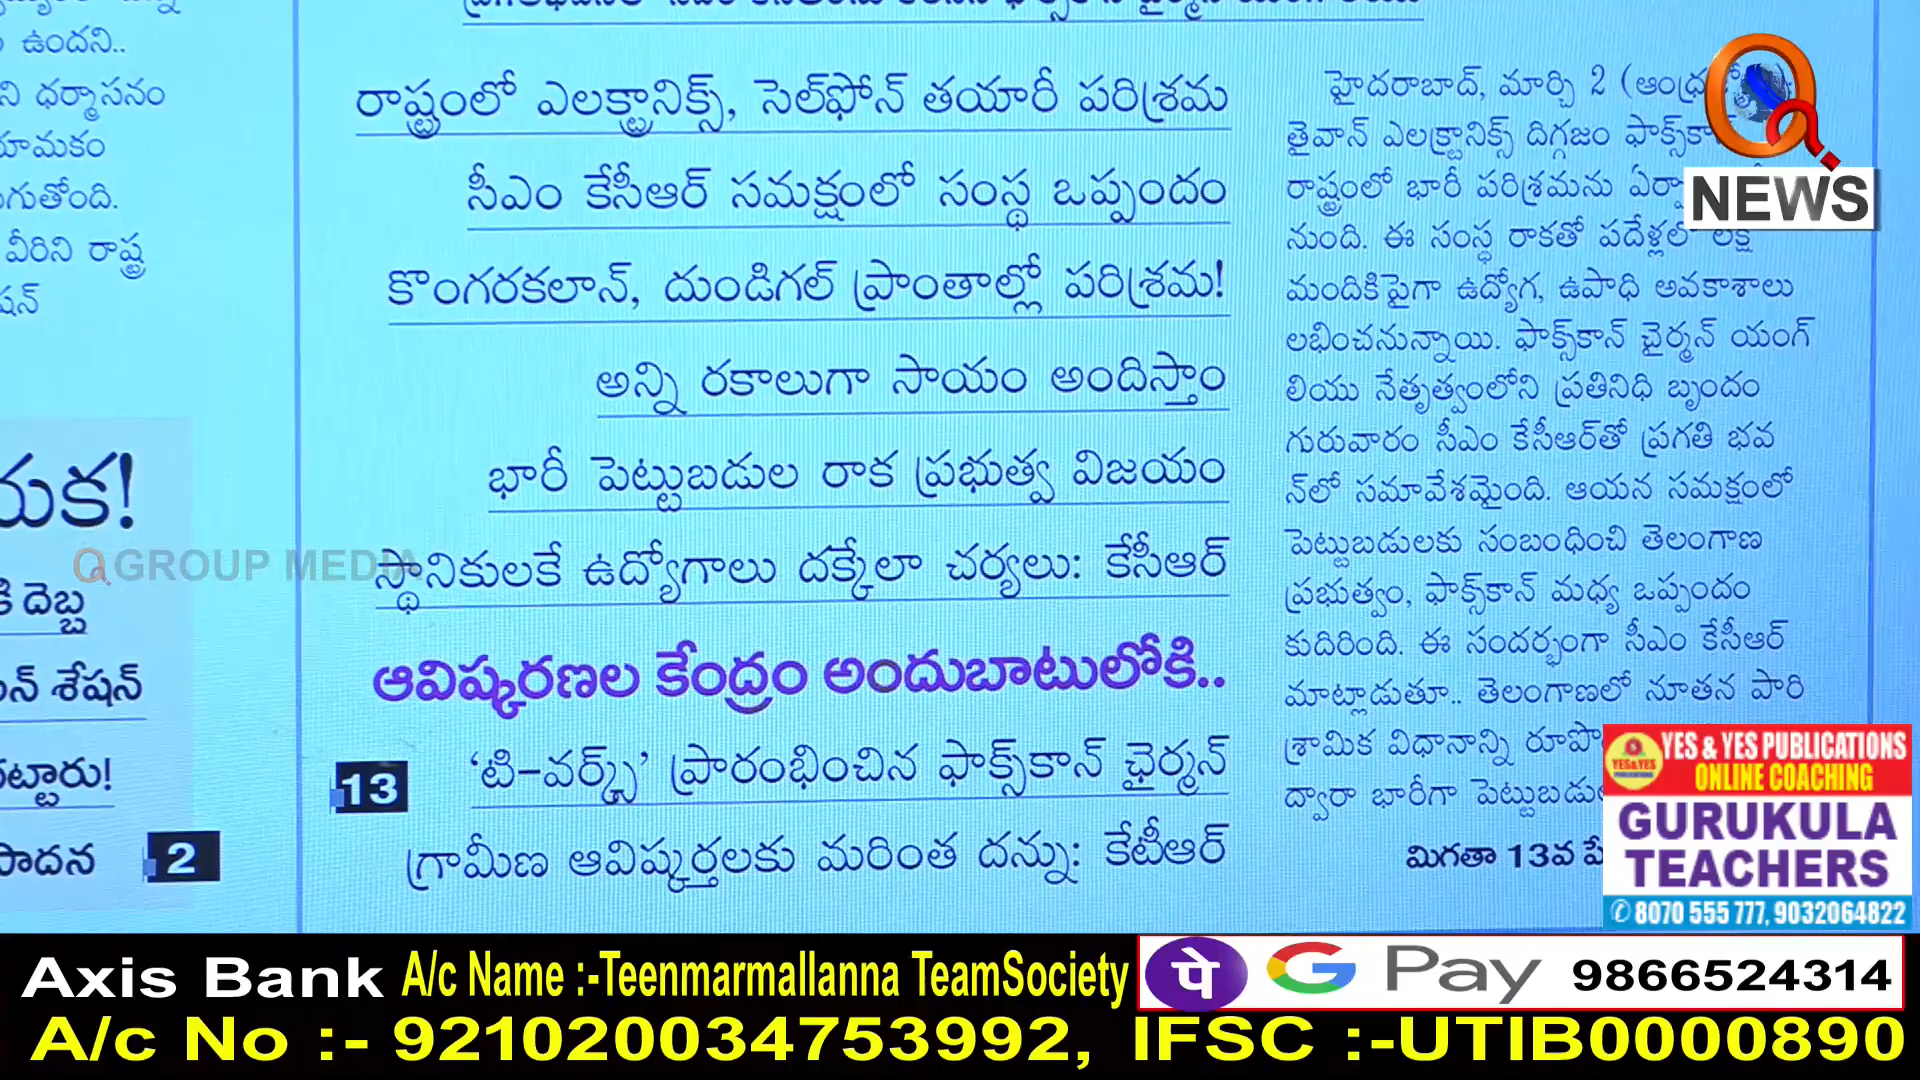 ఉందని..
ని ధర్మాసనం
యామకం
గుతోంది.
వీరిని రాష్ట్ర
షన్
కి దెబ్బ
న్ శేషన్
2
రాష్ట్రంలో ఎలక్ట్రానిక్స్, సెల్‌ఫోన్ తయారీ పరిశ్రమ
సీఎం కేసీఆర్ సమక్షంలో సంస్థ ఒప్పందం
కొంగరకలాన్, దుండిగల్ ప్రాంతాల్లో పరిశ్రమ!
అన్ని రకాలుగా సాయం అందిస్తాం
భారీ పెట్టుబడుల రాక ప్రభుత్వ విజయం
స్థానికులకే ఉద్యోగాలు దక్కేలా చర్యలు: కేసీఆర్
ఆవిష్కరణల కేంద్రం అందుబాటులోకి..
13 ‘టి-వర్క్స్’ ప్రారంభించిన ఫాక్స్‌కాన్ ఛైర్మన్
గ్రామీణ ఆవిష్కర్తలకు మరింత దన్ను: కేటీఆర్
హైదరాబాద్, మార్చి 2
తైవాన్ ఎలక్ట్రానిక్స్ దిగ్గజం
రాష్ట్రంలో భారీ పరిశ్రమను
నుంది. ఈ సంస్థ రాకతో పదేళ్లలో లక్ష
మందికిపైగా ఉద్యోగ, ఉపాధి అవకాశాలు
లభించనున్నాయి. ఫాక్స్‌కాన్ ఛైర్మన్ యంగ్
లియు నేతృత్వంలోని ప్రతినిధి బృందం
గురువారం సీఎం కేసీఆర్‌తో ప్రగతి భవ
న్‌లో సమావేశమైంది. ఆయన సమక్షంలో
పెట్టుబడులకు సంబంధించి తెలంగాణ
ప్రభుత్వం, ఫాక్స్‌కాన్ మధ్య ఒప్పందం
కుదిరింది. ఈ సందర్భంగా సీఎం కేసీఆర్
మాట్లాడుతూ.. తెలంగాణలో నూతన పారి
శ్రామిక విధానాన్ని
ద్వారా భారీగా
మిగతా 13వ
Q NEWS
Q GROUP MEDIA
YES & YES PUBLICATIONS
ONLINE COACHING
GURUKULA
TEACHERS
✆ 8070 555 777, 9032064822
Axis Bank A/c Name :-Teenmarmallanna TeamSociety
पे G Pay 9866524314
A/c No :- 921020034753992, IFSC :-UTIB0000890